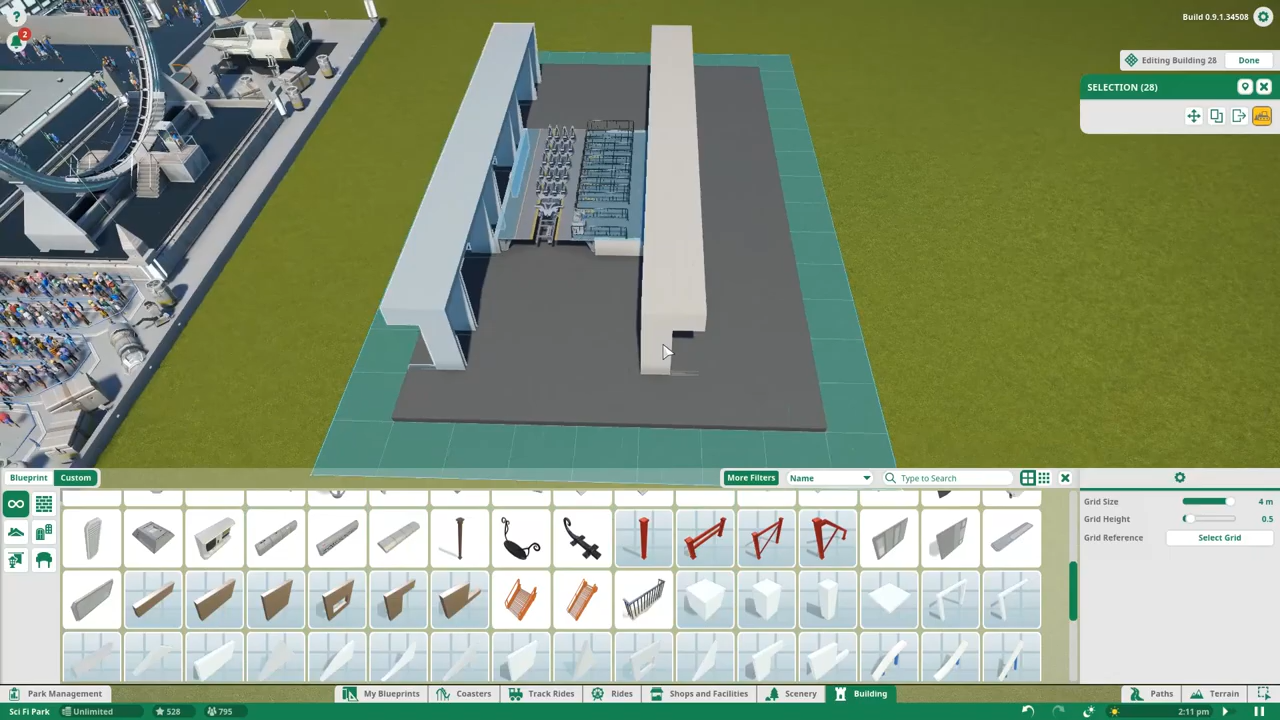 ?
Build 0.9.1.34508
2
Editing Building 28
Done
SELECTION (28)
Blueprint
Custom
More Filters
Name
Type to Search
Grid Size
4 m
Grid Height
0.5
Grid Reference
Select Grid
Park Management
My Blueprints
Coasters
Track Rides
Rides
Shops and Facilities
Scenery
Building
Paths
Terrain
Sci Fi Park
Unlimited
528
795
2:11 pm